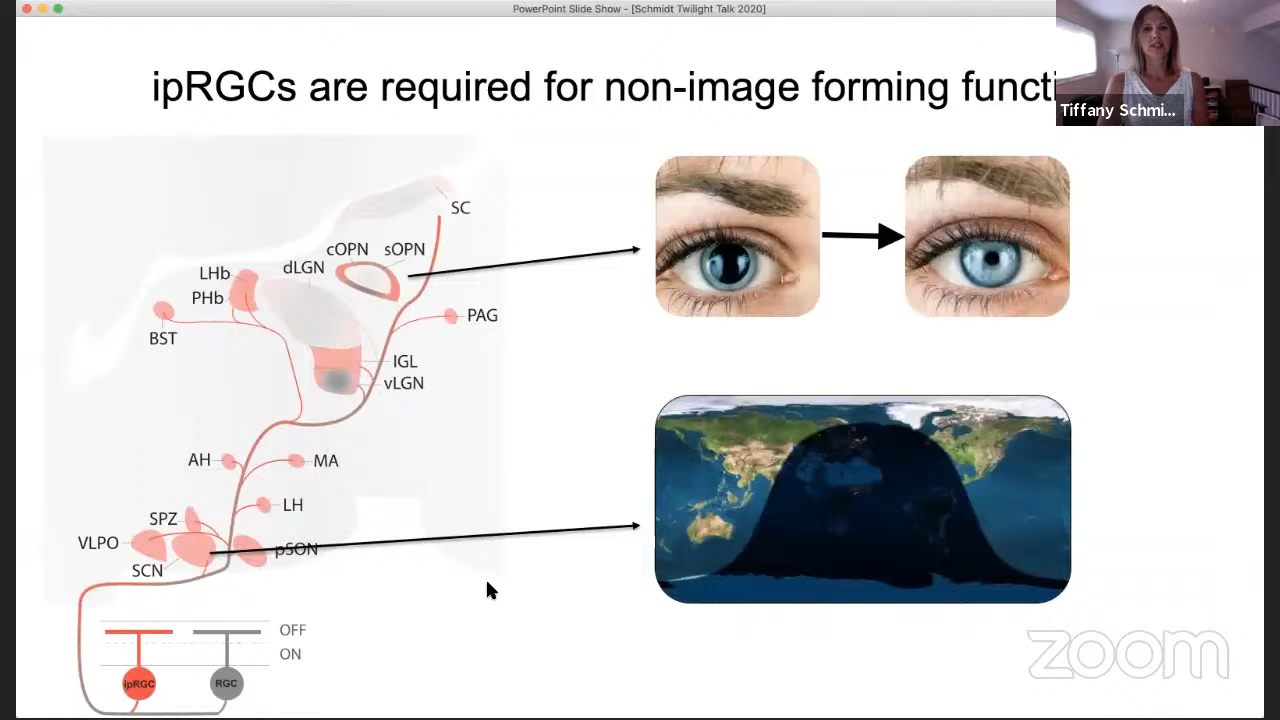 PowerPoint Slide Show - [Schmidt Twilight Talk 2020]
ipRGCs are required for non-image forming functi
Tiffany Schmi...
SC
cOPN
sOPN
dLGN
LHb
PHb
BST
PAG
IGL
vLGN
AH
MA
LH
SPZ
VLPO
pSON
SCN
OFF
ON
ipRGC
RGC
zoom